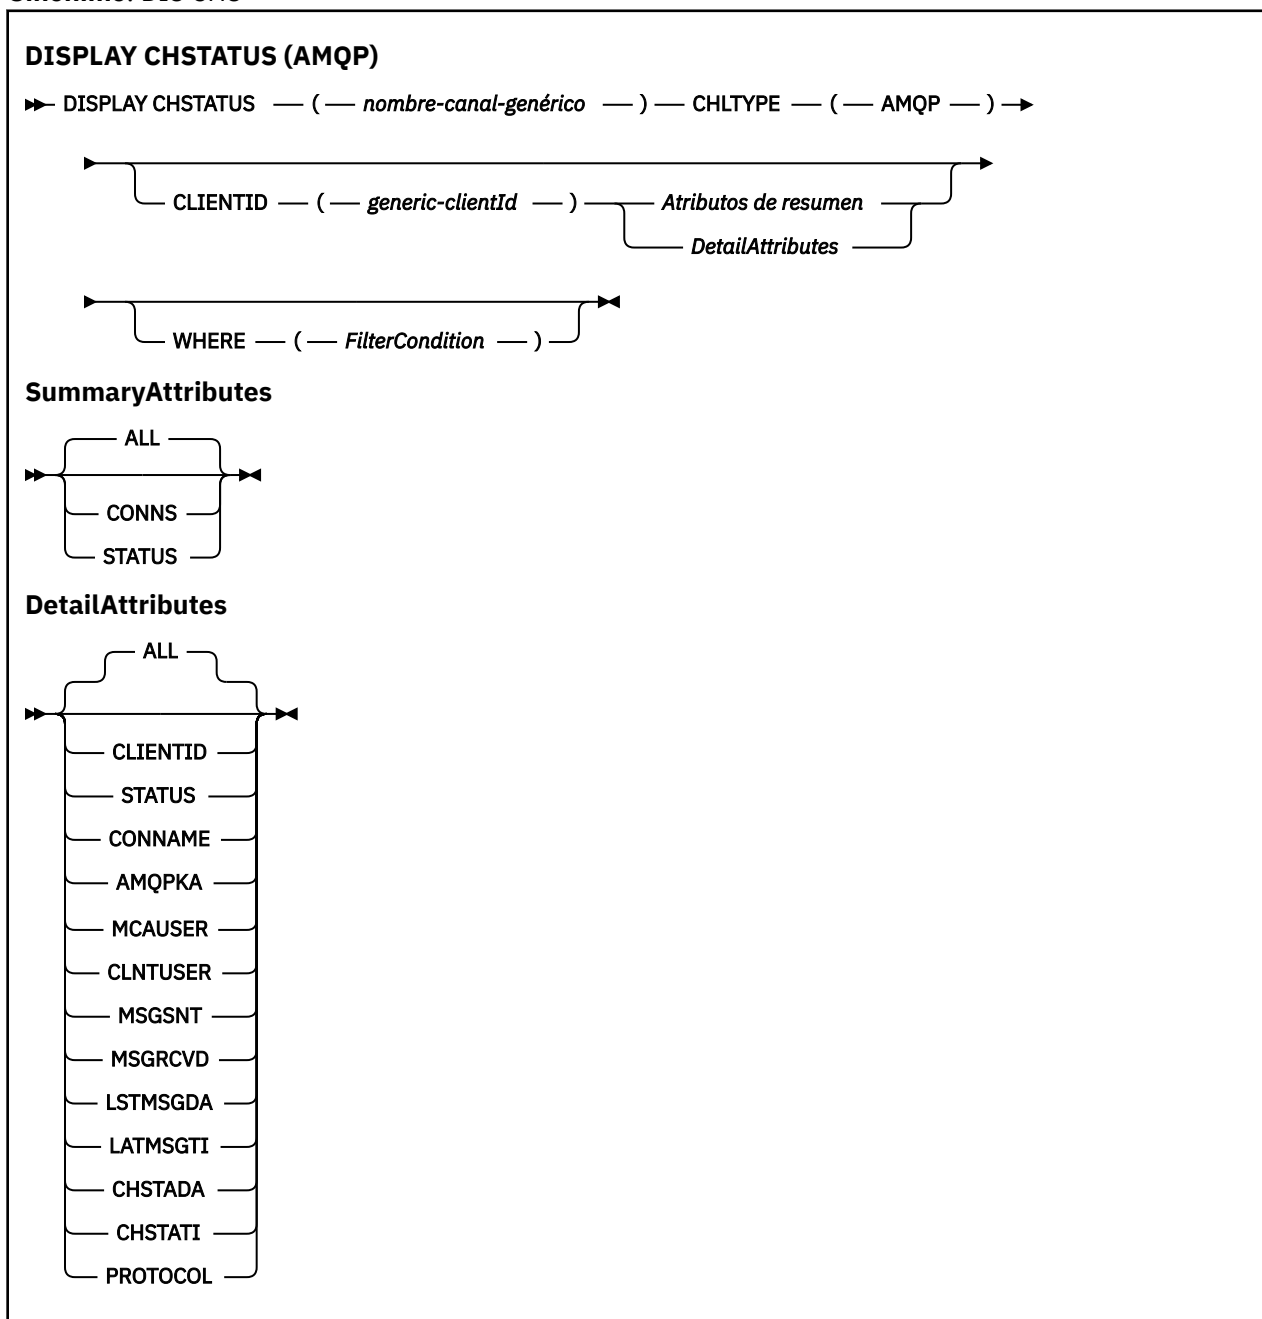 DISPLAY CHSTATUS (AMQP)
DISPLAY CHSTATUS ( nombre-canal-genérico ) CHLTYPE ( AMQP )
CLIENTID ( generic-clientId ) Atributos de resumen
DetailAttributes
WHERE ( FilterCondition )
SummaryAttributes
ALL
CONNS
STATUS
DetailAttributes
ALL
CLIENTID
STATUS
CONNAME
AMQPKA
MCAUSER
CLNTUSER
MSGSNT
MSGRCVD
LSTMSGDA
LATMSGTI
CHSTADA
CHSTATI
PROTOCOL